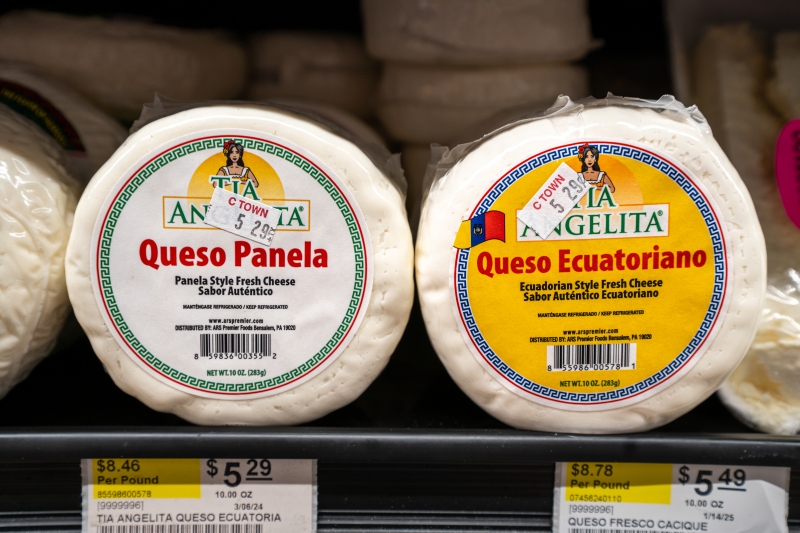 TIA
ANGELITA®
C TOWN
5 29
Queso Panela
Panela Style Fresh Cheese
Sabor Auténtico
MANTÉNGASE REFRIGERADO / KEEP REFRIGERATED
www.arspremier.com
DISTRIBUTED BY: ARS Premier Foods Bensalem, PA 19020
8 59836 00355 2
NET WT. 10 OZ. (283g)
TIA
ANGELITA®
C TOWN
5 29
Queso Ecuatoriano
Ecuadorian Style Fresh Cheese
Sabor Auténtico Ecuatoriano
MANTÉNGASE REFRIGERADO / KEEP REFRIGERATED
www.arspremier.com
DISTRIBUTED BY: ARS Premier Foods Bensalem, PA 19020
8 55986 00578 1
NET WT. 10 OZ. (283g)
$8.46
Per Pound
85598600578
[9999996]
$5 29
10.00 OZ
3/06/24
TIA ANGELITA QUESO ECUATORIA
$8.78
Per Pound
07456240110
[9999996]
$5 49
10.00 OZ
1/14/25
QUESO FRESCO CACIQUE